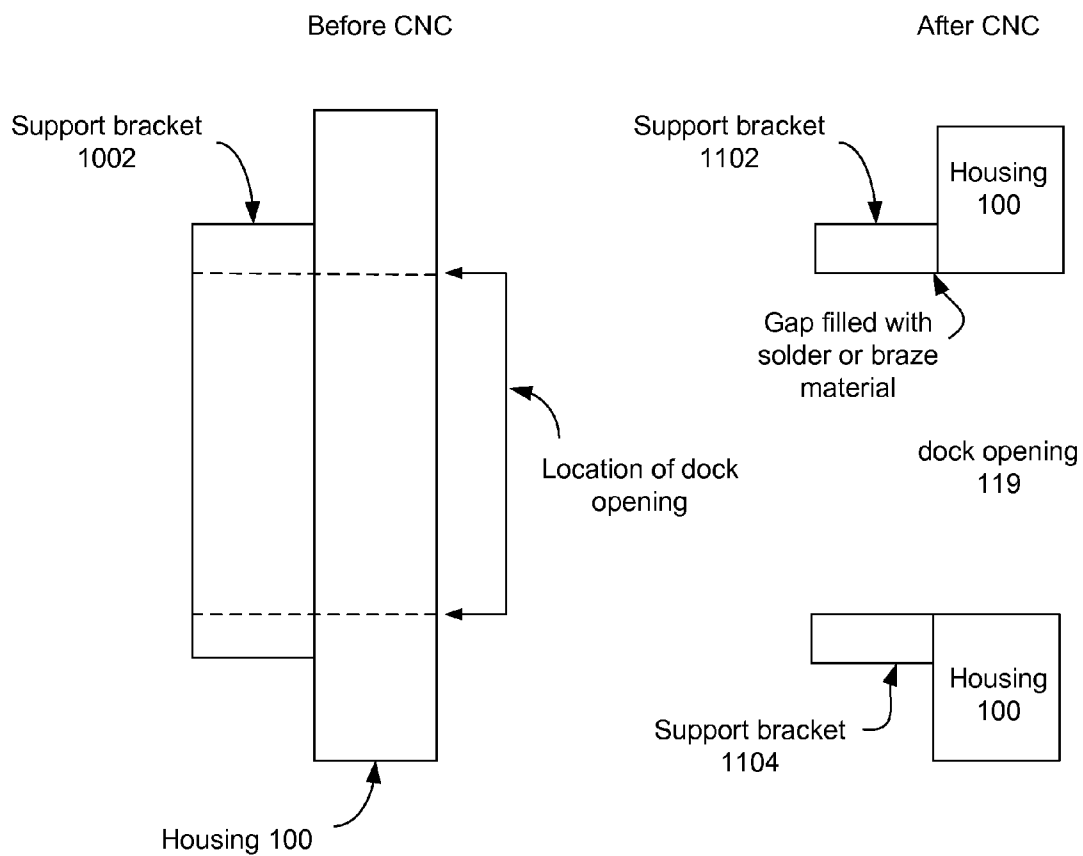 Before CNC
After CNC
Support bracket
1002
Support bracket
1102
Housing
100
Gap filled with
solder or braze
material
Location of dock
opening
dock opening
119
Housing
100
Support bracket
1104
Housing 100